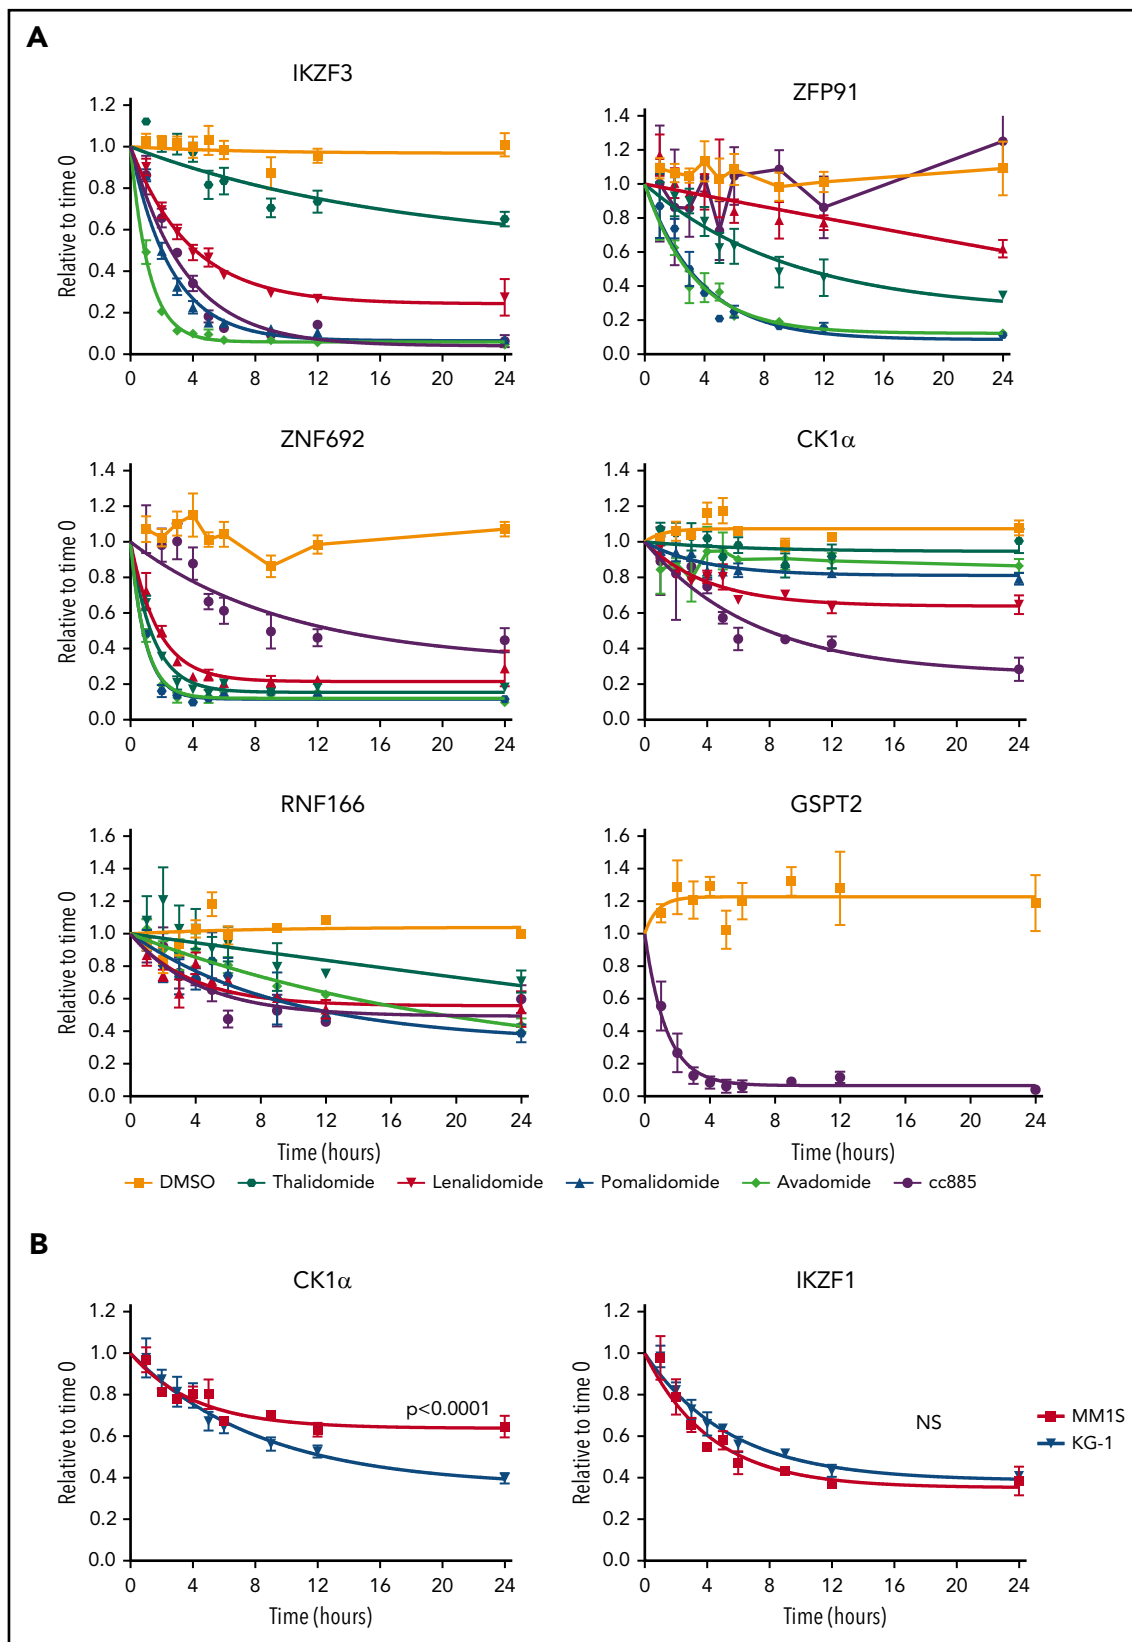 A
IKZF3
Relative to time 0
1.2
1.0
0.8
0.6
0.4
0.2
0.0
0 4 8 12 16 20 24
ZFP91
1.4
1.2
1.0
0.8
0.6
0.4
0.2
0.0
0 4 8 12 16 20 24
ZNF692
Relative to time 0
1.4
1.2
1.0
0.8
0.6
0.4
0.2
0.0
0 4 8 12 16 20 24
CK1α
1.4
1.2
1.0
0.8
0.6
0.4
0.2
0.0
0 4 8 12 16 20 24
RNF166
Relative to time 0
1.6
1.4
1.2
1.0
0.8
0.6
0.4
0.2
0.0
0 4 8 12 16 20 24
Time (hours)
GSPT2
1.6
1.4
1.2
1.0
0.8
0.6
0.4
0.2
0.0
0 4 8 12 16 20 24
Time (hours)
DMSO Thalidomide Lenalidomide Pomalidomide Avadomide cc885
B
CK1α
Relative to time 0
1.2
1.0
0.8
0.6
0.4
0.2
0.0
p<0.0001
0 4 8 12 16 20 24
Time (hours)
IKZF1
Relative to time 0
1.2
1.0
0.8
0.6
0.4
0.2
0.0
NS
0 4 8 12 16 20 24
Time (hours)
MM1S
KG-1